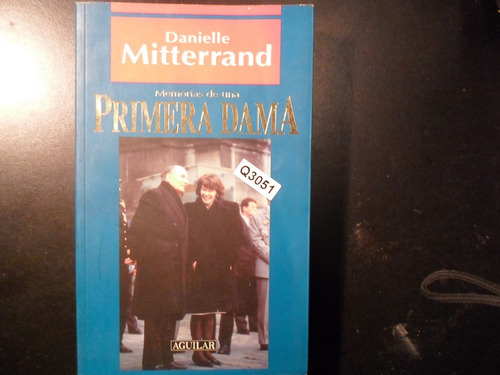 Danielle
Mitterrand
Memorias de una
PRIMERA DAMA
Q3051
AGUILAR